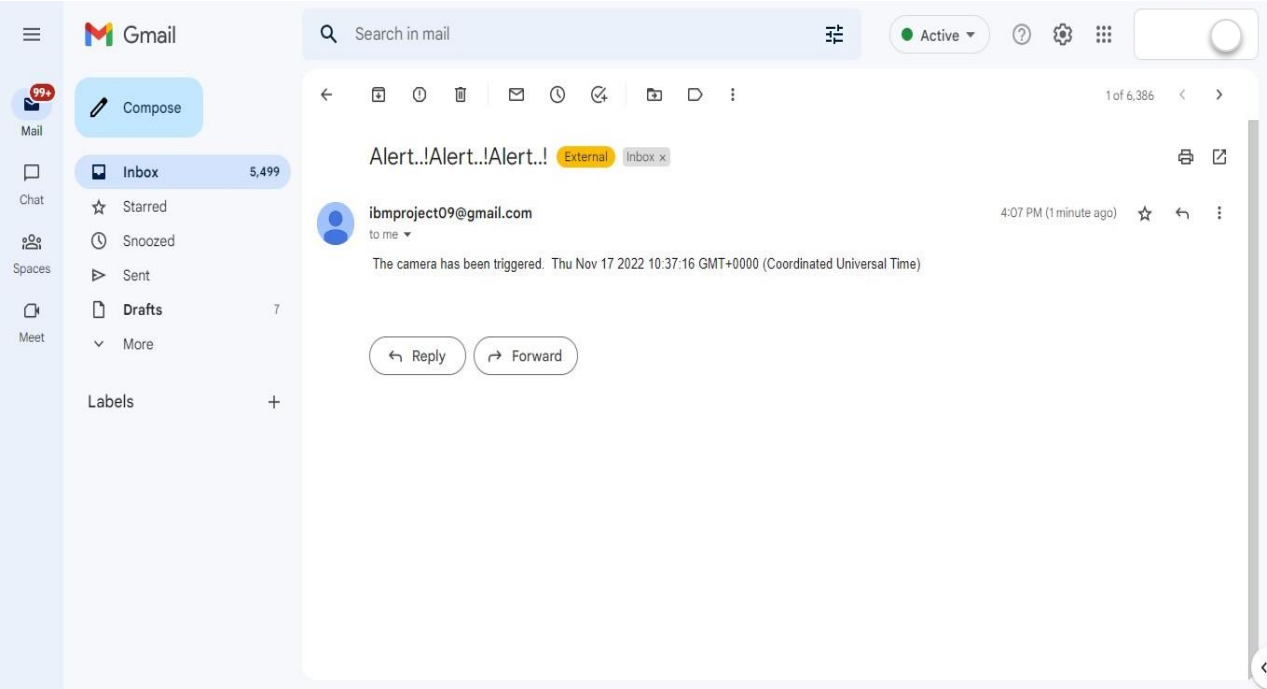 Gmail
Search in mail
Active
99+
Mail
Compose
1 of 6,386
Inbox 5,499
Alert..!Alert..!Alert..! External Inbox ×
Chat
Starred
ibmproject09@gmail.com 4:07 PM (1 minute ago)
to me
Snoozed
Spaces
The camera has been triggered. Thu Nov 17 2022 10:37:16 GMT+0000 (Coordinated Universal Time)
Sent
Drafts 7
Meet
More
Reply Forward
Labels